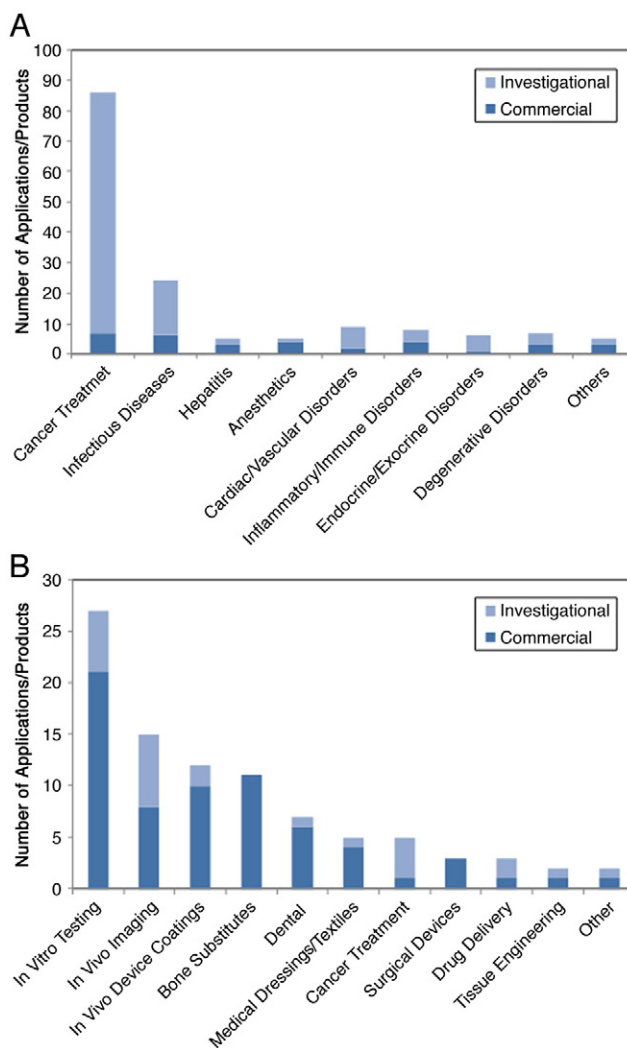 A
Number of Applications/Products
100
90
80
70
60
50
40
30
20
10
0
Investigational
Commercial
Cancer Treatmet
Infectious Diseases
Hepatitis
Anesthetics
Cardiac/Vascular Disorders
Inflammatory/Immune Disorders
Endocrine/Exocrine Disorders
Degenerative Disorders
Others
B
Number of Applications/Products
30
25
20
15
10
5
0
Investigational
Commercial
In Vitro Testing
In Vivo Imaging
In Vivo Device Coatings
Bone Substitutes
Dental
Medical Dressings/Textiles
Cancer Treatment
Surgical Devices
Drug Delivery
Tissue Engineering
Other